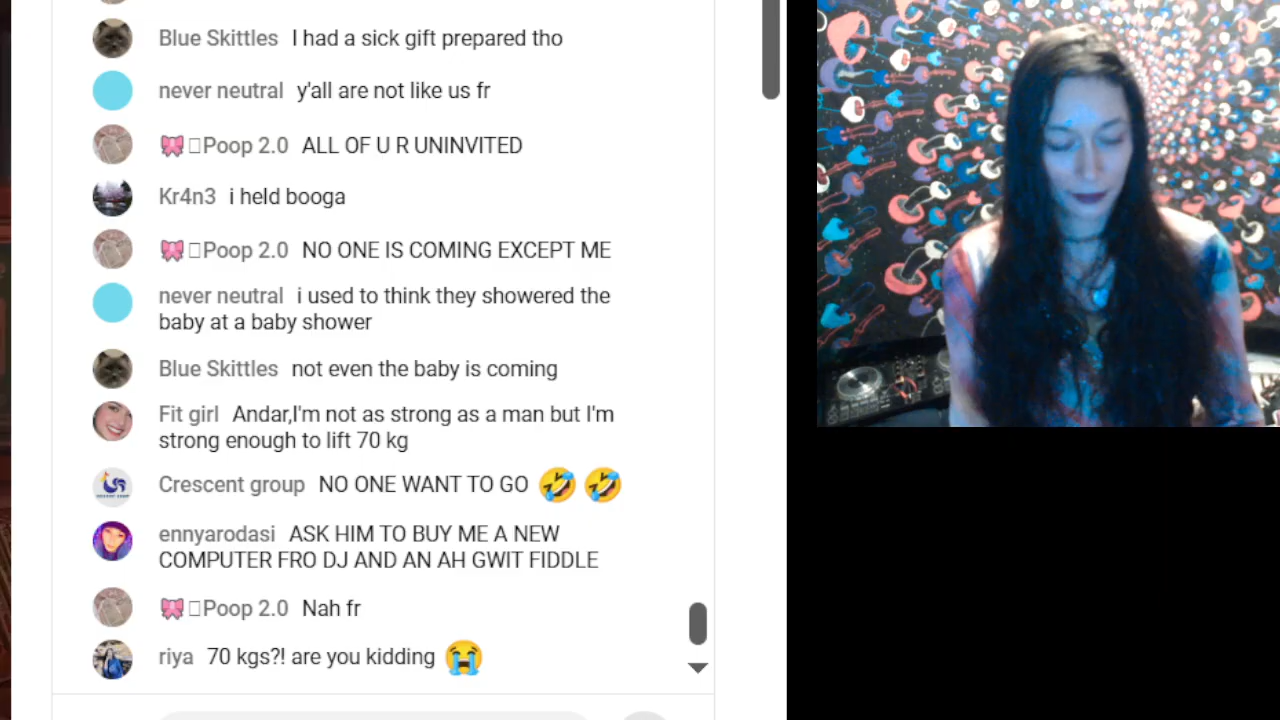 Blue Skittles I had a sick gift prepared tho
never neutral y'all are not like us fr
🎀 Poop 2.0 ALL OF U R UNINVITED
Kr4n3 i held booga
🎀 Poop 2.0 NO ONE IS COMING EXCEPT ME
never neutral i used to think they showered the
baby at a baby shower
Blue Skittles not even the baby is coming
Fit girl Andar,I'm not as strong as a man but I'm
strong enough to lift 70 kg
Crescent group NO ONE WANT TO GO 🤣 🤣
ennyarodasi ASK HIM TO BUY ME A NEW
COMPUTER FRO DJ AND AN AH GWIT FIDDLE
🎀 Poop 2.0 Nah fr
riya 70 kgs?! are you kidding 😭